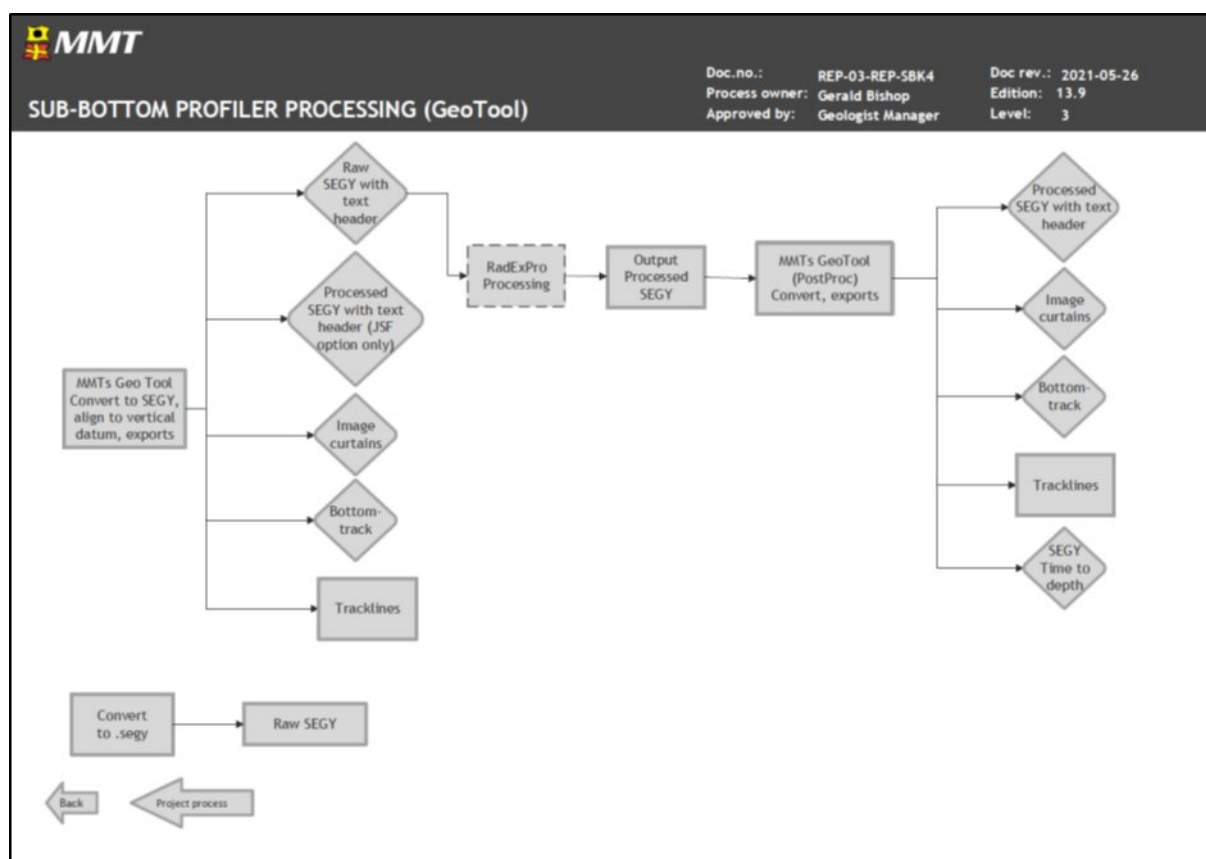 MMT
SUB-BOTTOM PROFILER PROCESSING (GeoTool)
Doc.no.: REP-03-REP-SBK4
Process owner: Gerald Bishop
Approved by: Geologist Manager
Doc rev.: 2021-05-26
Edition: 13.9
Level: 3
MMTs Geo Tool
Convert to SEGY,
align to vertical
datum, exports
Raw
SEGY with
text
header
Processed
SEGY with text
header (JSF
option only)
Image
curtains
Bottom-
track
Tracklines
RadExPro
Processing
Output
Processed
SEGY
MMTs GeoTool
(PostProc)
Convert, exports
Processed
SEGY with text
header
Image
curtains
Bottom-
track
Tracklines
SEGY
Time to
depth
Convert
to .segy
Raw SEGY
Back
Project process